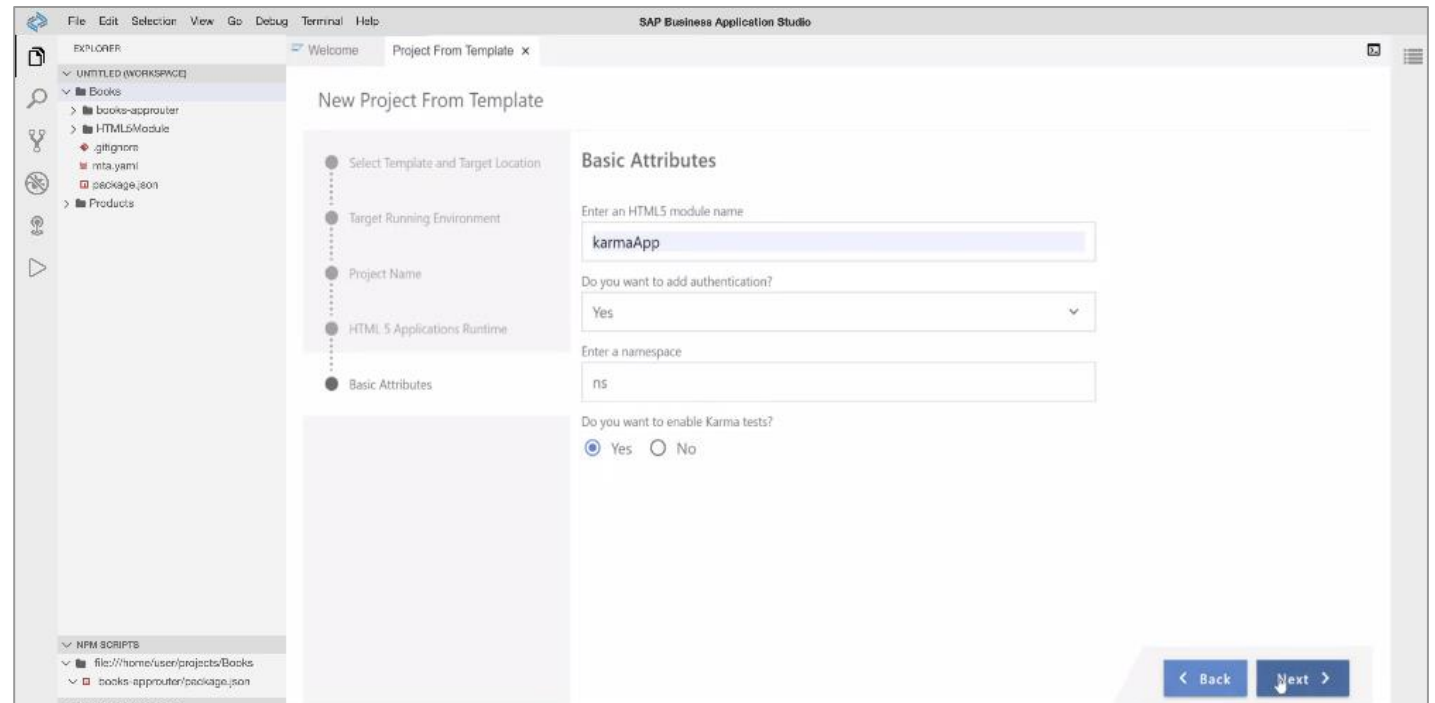 File Edit Selection View Go Debug Terminal Help
SAP Business Application Studio
EXPLORER
Welcome
Project From Template
UNTITLED (WORKSPACE)
Books
books-approuter
HTML5Module
.gitignore
mta.yaml
package.json
Products
New Project From Template
Select Template and Target Location
Target Running Environment
Project Name
HTML 5 Applications Runtime
Basic Attributes
Basic Attributes
Enter an HTML5 module name
karmaApp
Do you want to add authentication?
Yes
Enter a namespace
ns
Do you want to enable Karma tests?
Yes No
NPM SCRIPTS
file:///home/user/projects/Books
books-approuter/package.json
Back
Next